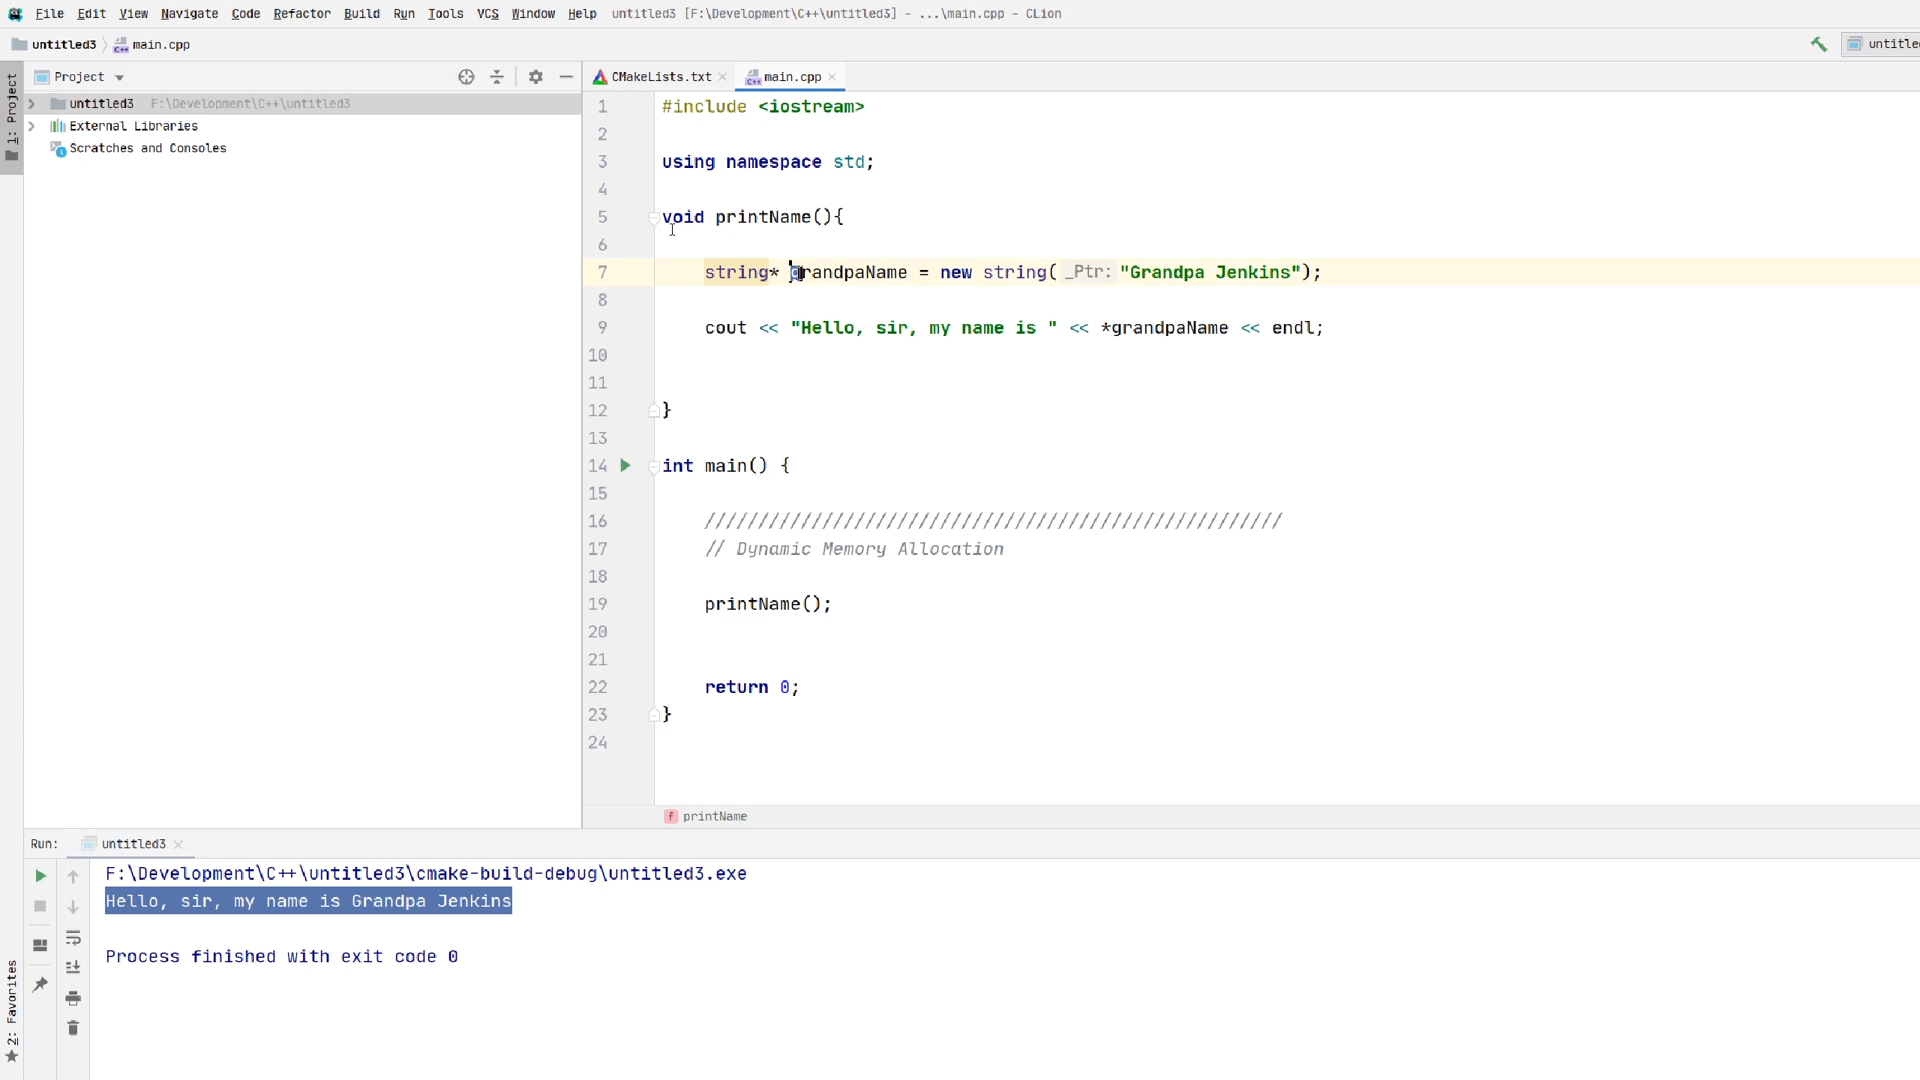 File Edit View Navigate Code Refactor Build Run Tools VCS Window Help untitled3 [F:\Development\C++\untitled3] - ...\main.cpp - CLion
untitled3 main.cpp
Project
CMakeLists.txt main.cpp
1: Project
untitled3 F:\Development\C++\untitled3
External Libraries
Scratches and Consoles
1 #include <iostream>
2
3 using namespace std;
4
5 void printName(){
6
7 string* grandpaName = new string( _Ptr: "Grandpa Jenkins");
8
9 cout << "Hello, sir, my name is " << *grandpaName << endl;
10
11
12 }
13
14 int main() {
15
16 //////////////////////////////////////////////////////
17 // Dynamic Memory Allocation
18
19 printName();
20
21
22 return 0;
23 }
24
f printName
Run: untitled3
F:\Development\C++\untitled3\cmake-build-debug\untitled3.exe
Hello, sir, my name is Grandpa Jenkins
Process finished with exit code 0
2: Favorites